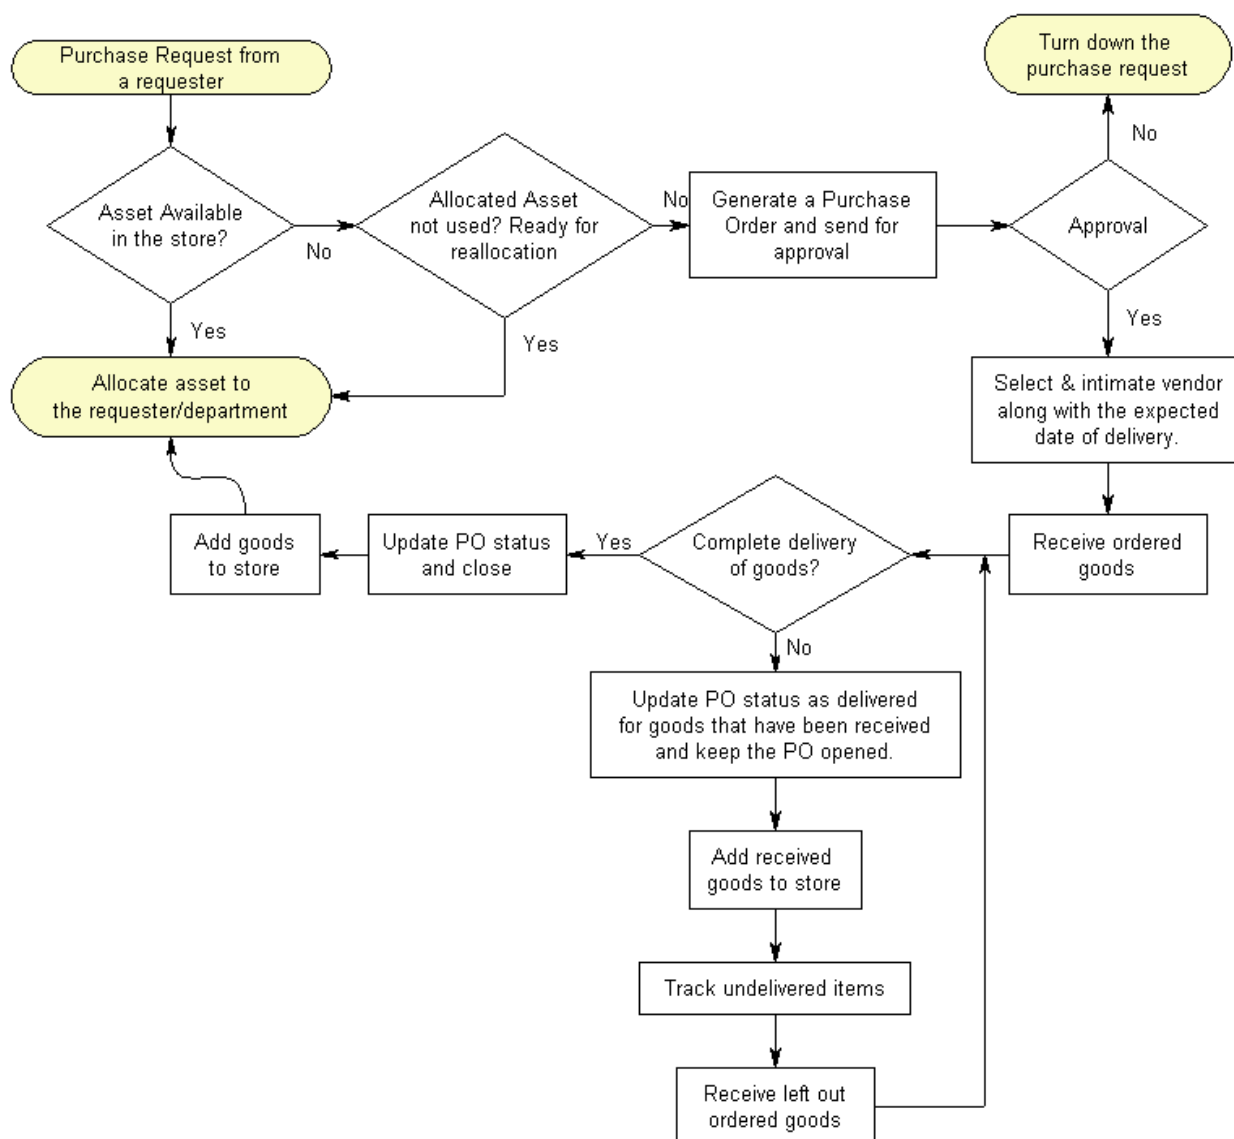 Purchase Request from
a requester
Turn down the
purchase request
No
Asset Available
in the store?
No
Allocated Asset
not used? Ready for
reallocation
No
Generate a Purchase
Order and send for
approval
Approval
Yes
Yes
Yes
Allocate asset to
the requester/department
Select & intimate vendor
along with the expected
date of delivery.
Add goods
to store
Update PO status
and close
Yes
Complete delivery
of goods?
Receive ordered
goods
No
Update PO status as delivered
for goods that have been received
and keep the PO opened.
Add received
goods to store
Track undelivered items
Receive left out
ordered goods